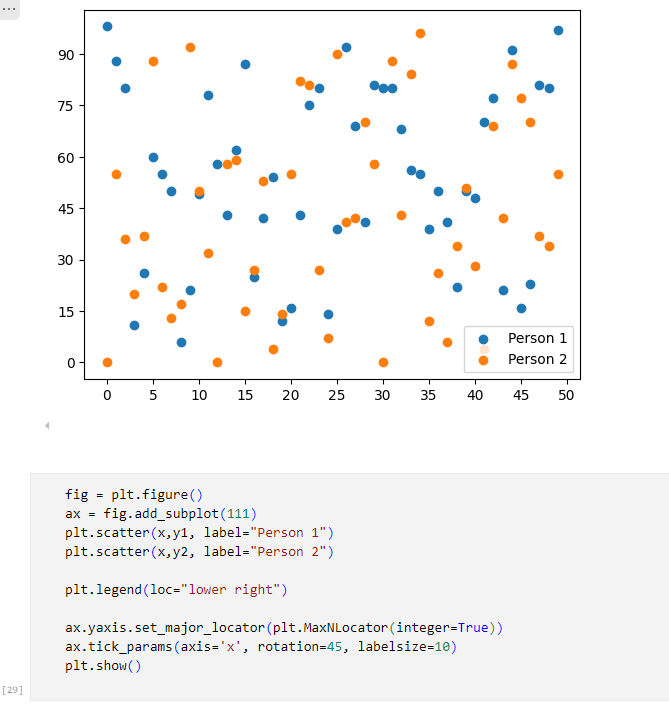 ...
90
75
60
45
30
15
0
0 5 10 15 20 25 30 35 40 45 50
Person 1
Person 2
fig = plt.figure()
ax = fig.add_subplot(111)
plt.scatter(x,y1, label="Person 1")
plt.scatter(x,y2, label="Person 2")
plt.legend(loc="lower right")
ax.yaxis.set_major_locator(plt.MaxNLocator(integer=True))
ax.tick_params(axis='x', rotation=45, labelsize=10)
plt.show()
[29]